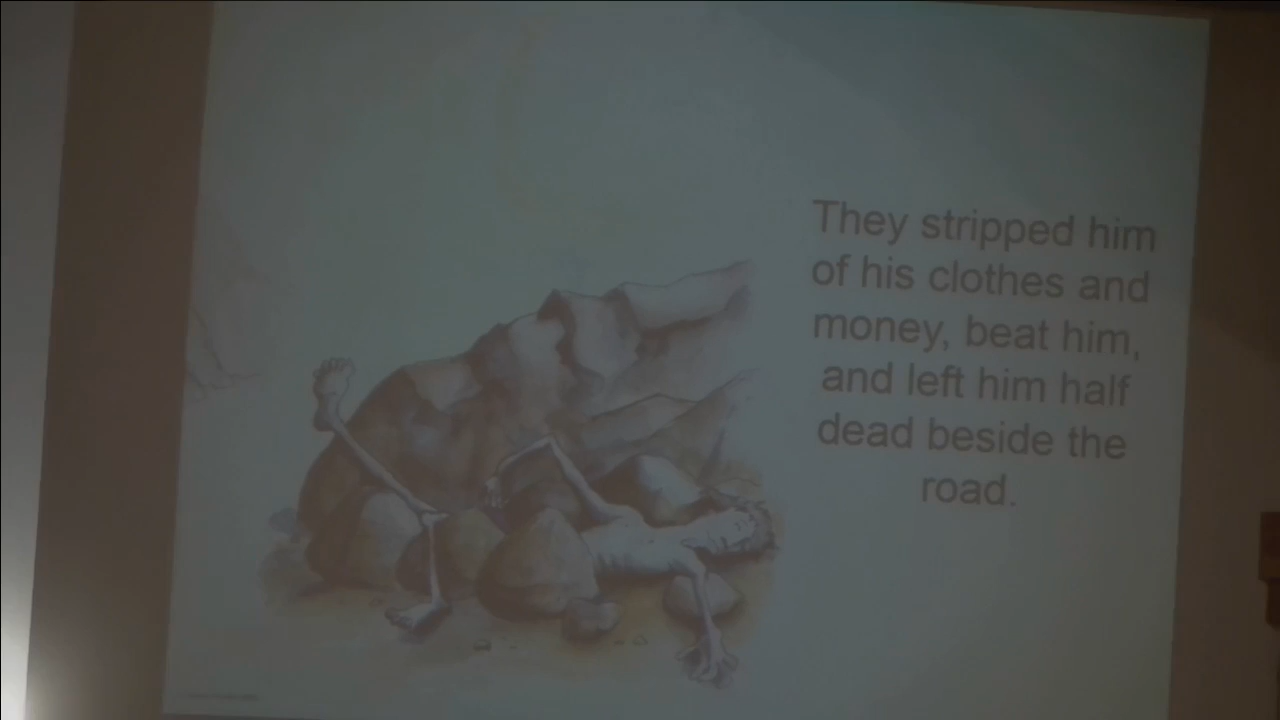 They stripped him
of his clothes and
money, beat him,
and left him half
dead beside the
road.